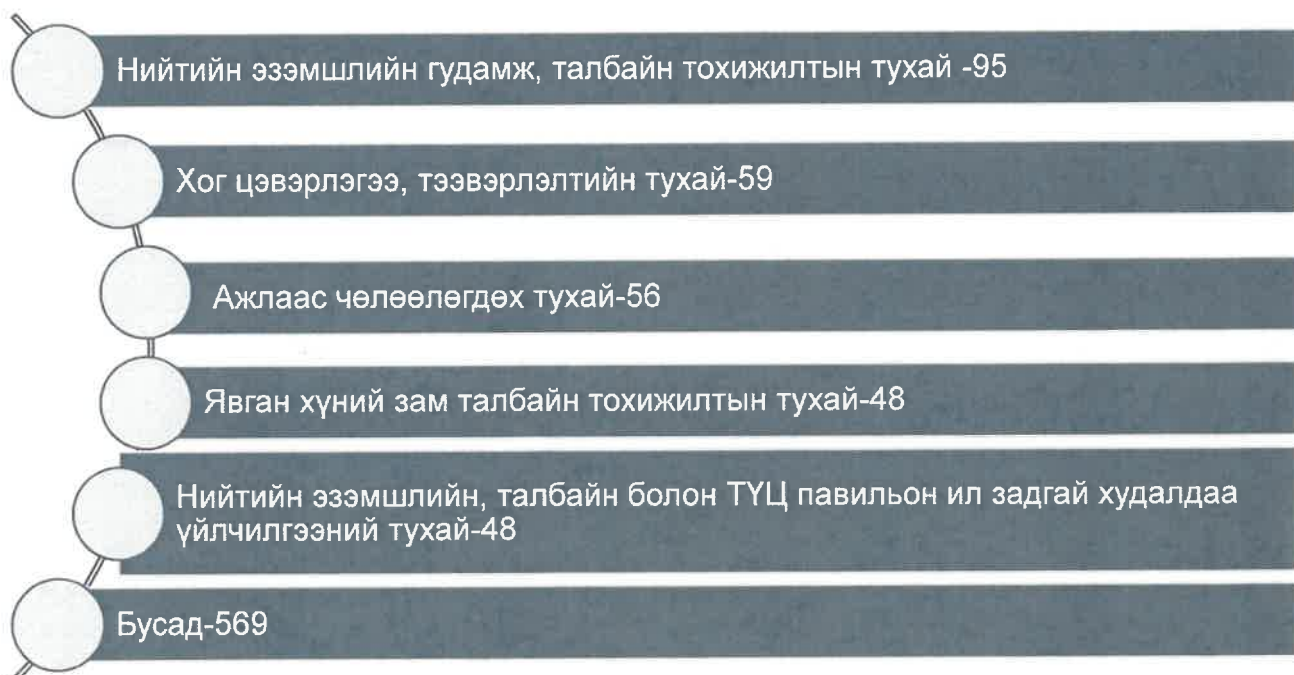 Нийтийн эзэмшлийн гудамж, талбайн тохижилтын тухай -95
Хог цэвэрлэгээ, тээвэрлэлтийн тухай-59
Ажлаас чөлөөлөгдөх тухай-56
Явган хүний зам талбайн тохижилтын тухай-48
Нийтийн эзэмшлийн, талбайн болон ТҮЦ павильон ил задгай худалдаа
үйлчилгээний тухай-48
Бусад-569